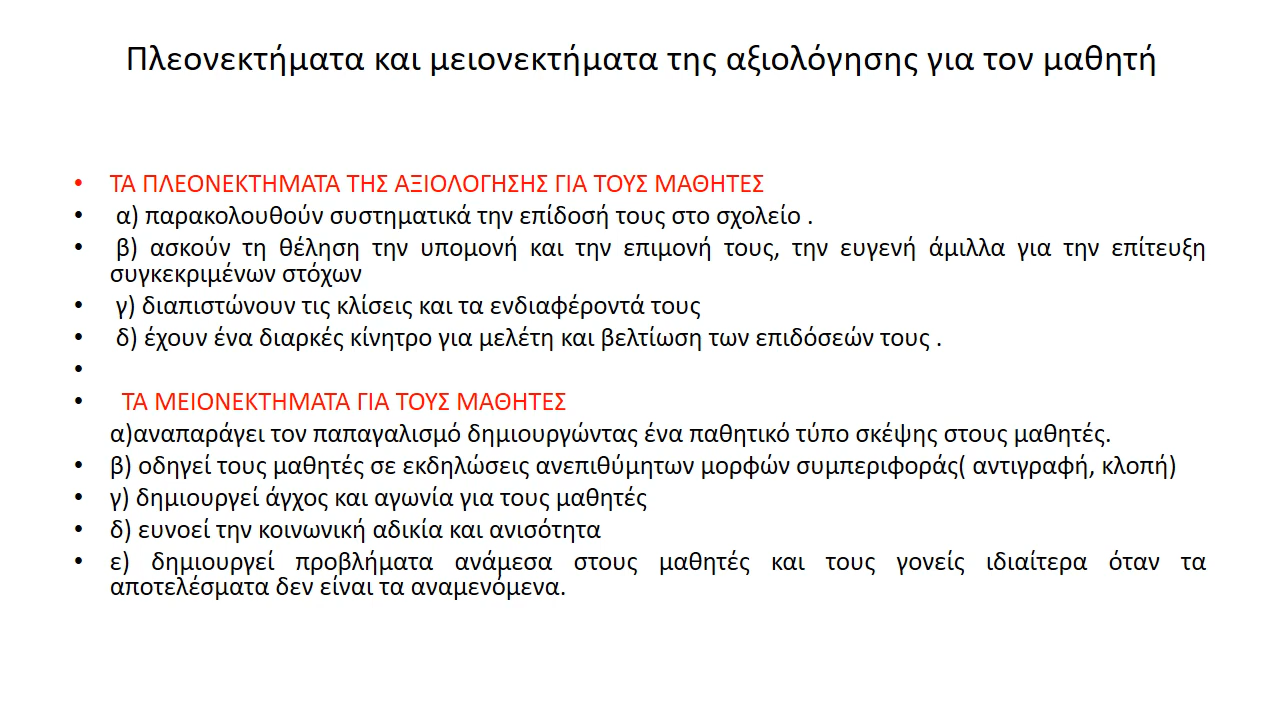 Πλεονεκτήματα και μειονεκτήματα της αξιολόγησης για τον μαθητή
• ΤΑ ΠΛΕΟΝΕΚΤΗΜΑΤΑ ΤΗΣ ΑΞΙΟΛΟΓΗΣΗΣ ΓΙΑ ΤΟΥΣ ΜΑΘΗΤΕΣ
• α) παρακολουθούν συστηματικά την επίδοσή τους στο σχολείο .
• β) ασκούν τη θέληση την υπομονή και την επιμονή τους, την ευγενή άμιλλα για την επίτευξη
συγκεκριμένων στόχων
• γ) διαπιστώνουν τις κλίσεις και τα ενδιαφέροντά τους
• δ) έχουν ένα διαρκές κίνητρο για μελέτη και βελτίωση των επιδόσεών τους .
•
• ΤΑ ΜΕΙΟΝΕΚΤΗΜΑΤΑ ΓΙΑ ΤΟΥΣ ΜΑΘΗΤΕΣ
α)αναπαράγει τον παπαγαλισμό δημιουργώντας ένα παθητικό τύπο σκέψης στους μαθητές.
• β) οδηγεί τους μαθητές σε εκδηλώσεις ανεπιθύμητων μορφών συμπεριφοράς( αντιγραφή, κλοπή)
• γ) δημιουργεί άγχος και αγωνία για τους μαθητές
• δ) ευνοεί την κοινωνική αδικία και ανισότητα
• ε) δημιουργεί προβλήματα ανάμεσα στους μαθητές και τους γονείς ιδιαίτερα όταν τα
αποτελέσματα δεν είναι τα αναμενόμενα.